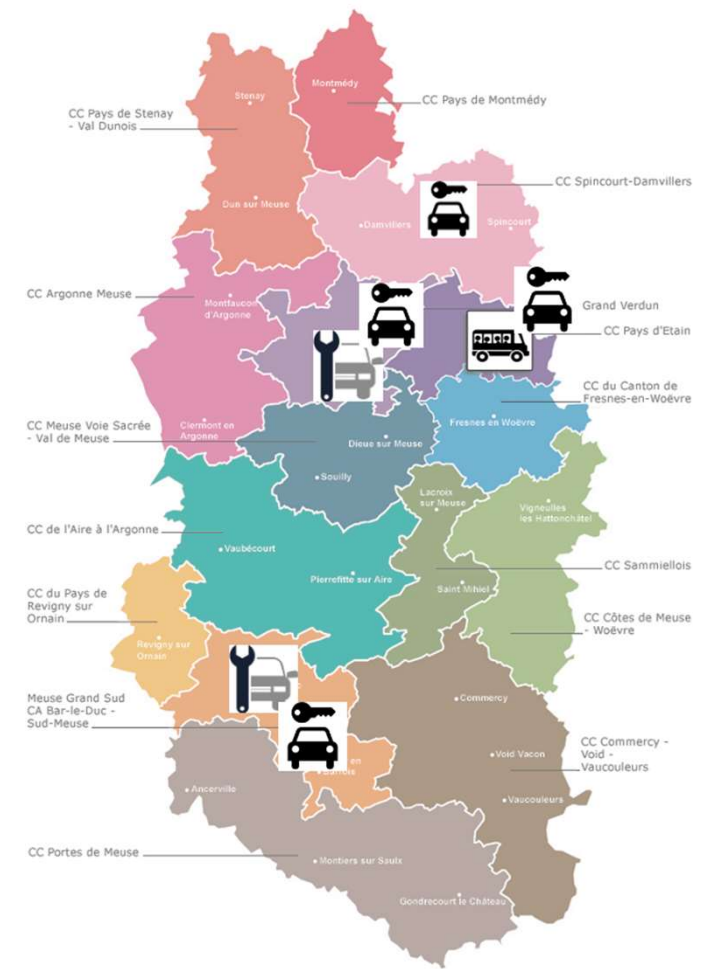 Stenay
Montmédy
CC Pays de Stenay
- Val Dunois
CC Pays de Montmédy
CC Spincourt-Damvillers
Dun sur Meuse
Damvillers
Spincourt
CC Argonne Meuse
Montfaucon
d'Argonne
Grand Verdun
CC Pays d'Etain
CC du Canton de
Fresnes-en-Woëvre
CC Meuse Voie Sacrée
- Val de Meuse
Clermont en
Argonne
Dieue sur Meuse
Fresnes en Woëvre
Souilly
Lacroix
sur Meuse
Vigneulles
les Hattonchâtel
CC de l'Aire à l'Argonne
Vaubécourt
Pierrefitte sur Aire
Saint Mihiel
CC Sammiellois
CC du Pays de
Revigny sur
Ornain
CC Côtes de Meuse
- Woëvre
Revigny sur
Ornain
Meuse Grand Sud
CA Bar-le-Duc -
Sud-Meuse
Commercy
CC Commercy -
Void -
Vaucouleurs
Void Vacon
en
Barrois
Ancerville
Vaucouleurs
CC Portes de Meuse
Montiers sur Saulx
Gondrecourt le Château